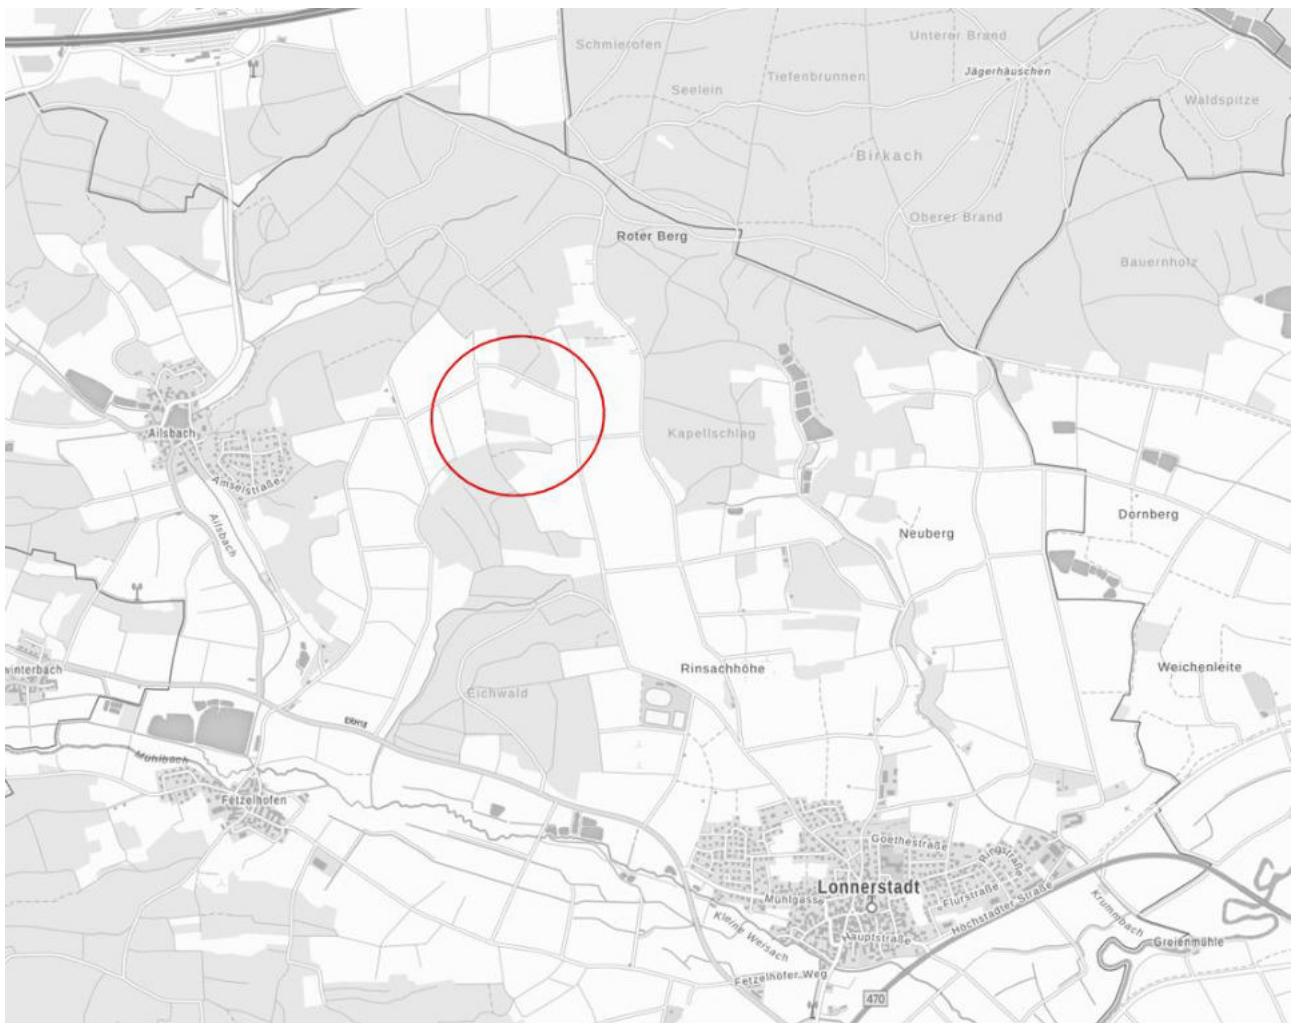 Schmierofen
Unterer Brand
Tiefenbrunnen
Jägerhäuschen
Seelein
Waldspitze
Birkach
Oberer Brand
Roter Berg
Bauernholz
Ailsbach
Kapellschlag
Amselstraße
Ailsbach
Dornberg
Neuberg
winterbach
Rinsachhöhe
Weichenleite
Eichwald
Mühlbach
Fetzelhofen
Goethestraße
Ringstraße
Lonnerstadt
Mühlgasse
Flurstraße
Höchstadter Straße
Krummbach
Kleine Weisach
Hauptstraße
Greienmühle
Fetzelhofer Weg
470